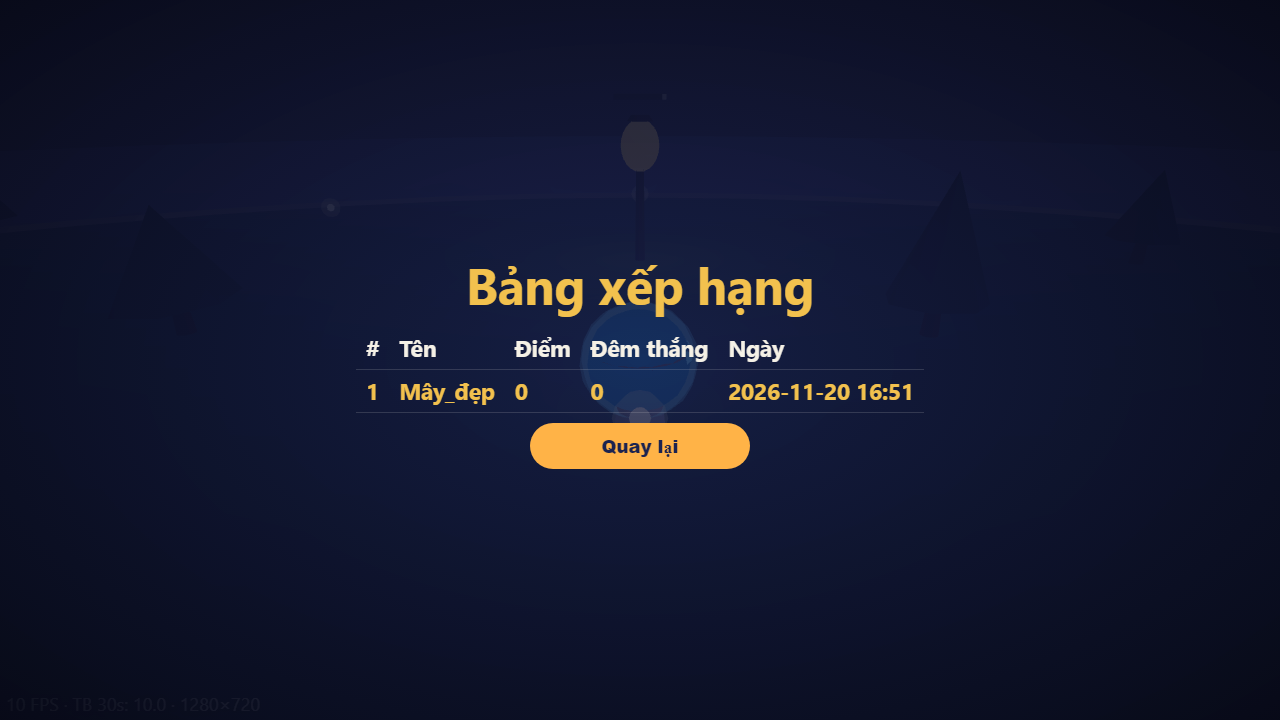 Bảng xếp hạng
# Tên Điểm Đêm thắng Ngày
1 Mây_đẹp 0 0 2026-11-20 16:51
Quay lại
10 FPS - TB 30s: 10.0 - 1280×720